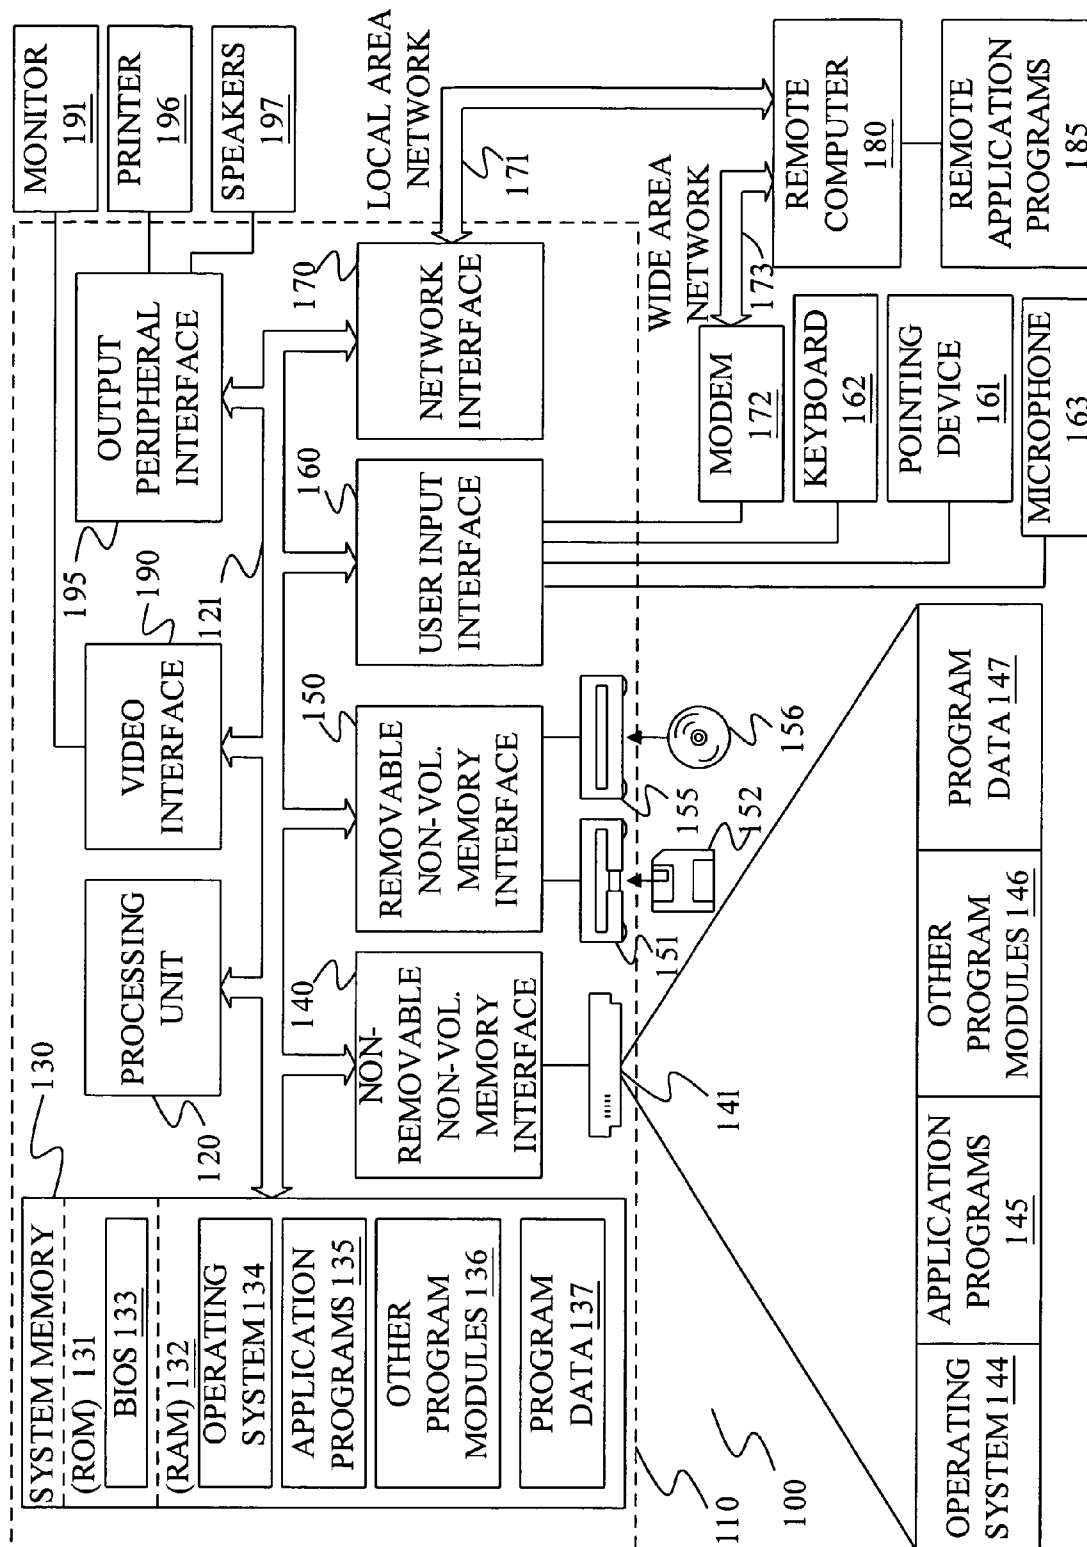 SYSTEM MEMORY
(ROM) 131
BIOS 133
(RAM) 132
OPERATING
SYSTEM 134
APPLICATION
PROGRAMS 135
OTHER
PROGRAM
MODULES 136
PROGRAM
DATA 137
130
PROCESSING
UNIT
120
VIDEO
INTERFACE
190
121
OUTPUT
PERIPHERAL
INTERFACE
195
MONITOR
191
PRINTER
196
SPEAKERS
197
140
NON-
REMOVABLE
NON-VOL.
MEMORY
INTERFACE
150
REMOVABLE
NON-VOL.
MEMORY
INTERFACE
160
USER INPUT
INTERFACE
170
NETWORK
INTERFACE
LOCAL AREA
NETWORK
171
141
151
152
155
156
WIDE AREA
NETWORK
173
MODEM
172
KEYBOARD
162
POINTING
DEVICE
161
MICROPHONE
163
REMOTE
COMPUTER
180
REMOTE
APPLICATION
PROGRAMS
185
110
100
OPERATING
SYSTEM 144
APPLICATION
PROGRAMS
145
OTHER
PROGRAM
MODULES 146
PROGRAM
DATA 147